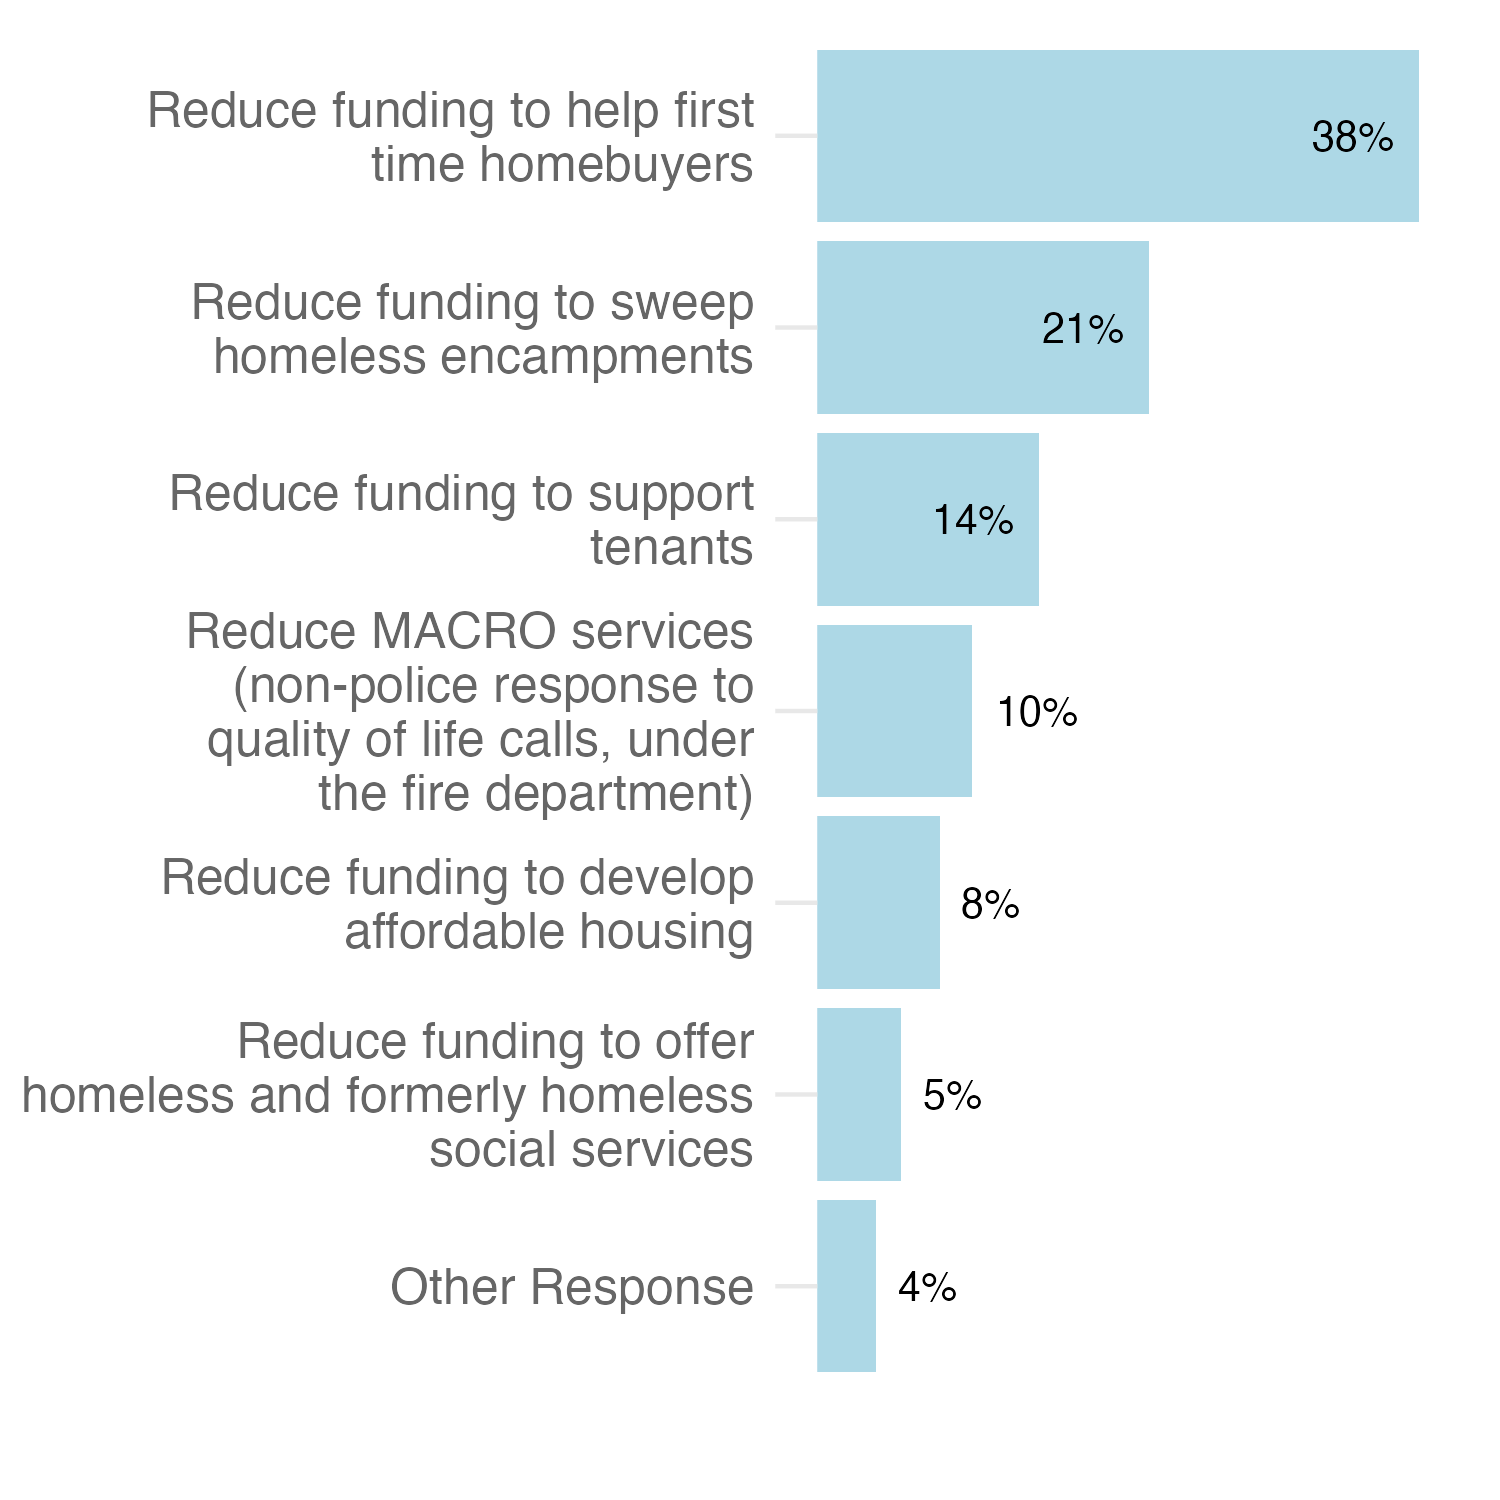 Reduce funding to help first
time homebuyers
38%
Reduce funding to sweep
homeless encampments
21%
Reduce funding to support
tenants
14%
Reduce MACRO services
(non-police response to
quality of life calls, under
the fire department)
10%
Reduce funding to develop
affordable housing
8%
Reduce funding to offer
homeless and formerly homeless
social services
5%
Other Response
4%